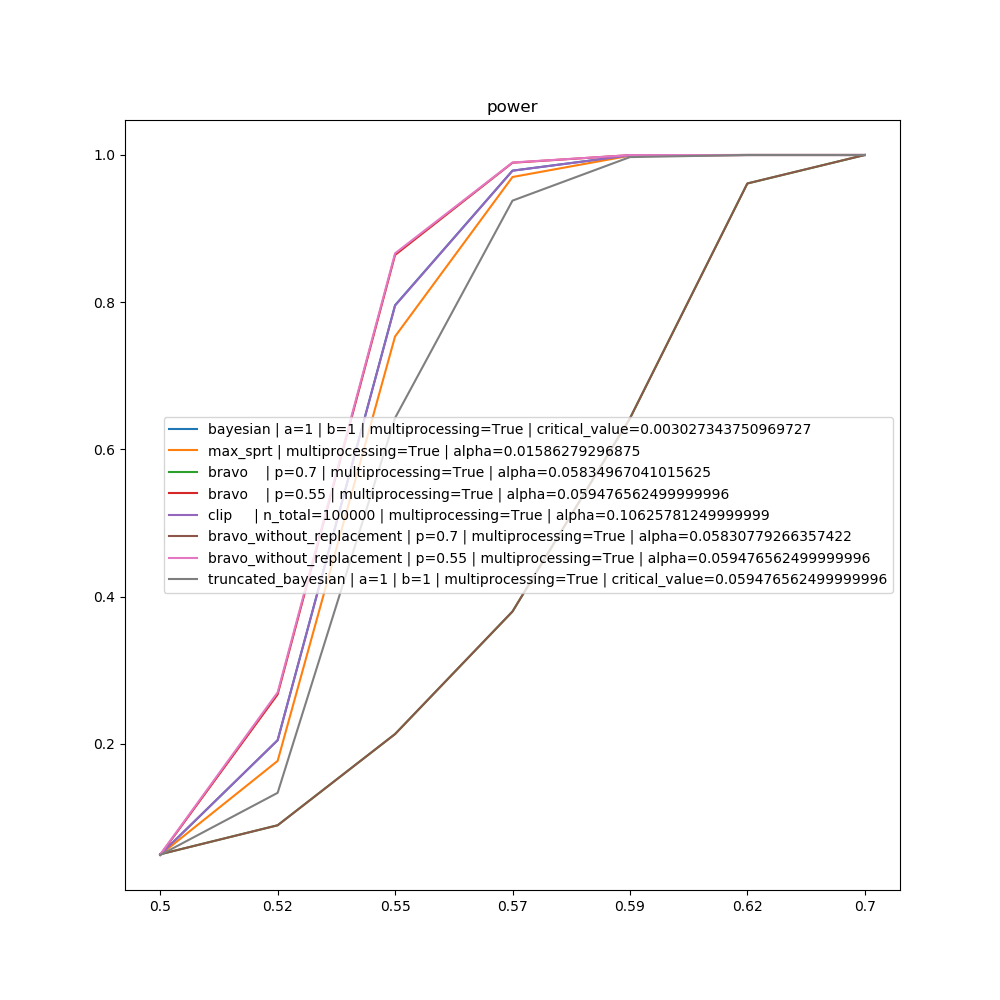 power
1.0
0.8
0.6
0.4
0.2
bayesian | a=1 | b=1 | multiprocessing=True | critical_value=0.003027343750969727
max_sprt | multiprocessing=True | alpha=0.01586279296875
bravo    | p=0.7 | multiprocessing=True | alpha=0.05834967041015625
bravo    | p=0.55 | multiprocessing=True | alpha=0.059476562499999996
clip     | n_total=100000 | multiprocessing=True | alpha=0.10625781249999999
bravo_without_replacement | p=0.7 | multiprocessing=True | alpha=0.05830779266357422
bravo_without_replacement | p=0.55 | multiprocessing=True | alpha=0.059476562499999996
truncated_bayesian | a=1 | b=1 | multiprocessing=True | critical_value=0.059476562499999996
0.5 0.52 0.55 0.57 0.59 0.62 0.7